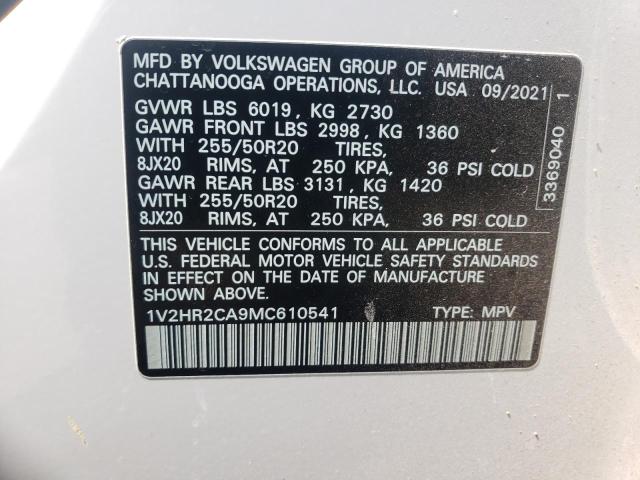 MFD BY VOLKSWAGEN GROUP OF AMERICA
CHATTANOOGA OPERATIONS, LLC. USA 09/2021
GVWR LBS 6019, KG 2730
GAWR FRONT LBS 2998, KG 1360
WITH 255/50R20 TIRES,
8JX20 RIMS, AT 250 KPA, 36 PSI COLD
GAWR REAR LBS 3131, KG 1420
WITH 255/50R20 TIRES,
8JX20 RIMS, AT 250 KPA, 36 PSI COLD
THIS VEHICLE CONFORMS TO ALL APPLICABLE
U.S. FEDERAL MOTOR VEHICLE SAFETY STANDARDS
IN EFFECT ON THE DATE OF MANUFACTURE
SHOWN ABOVE.
1V2HR2CA9MC610541 TYPE: MPV
3369040 1